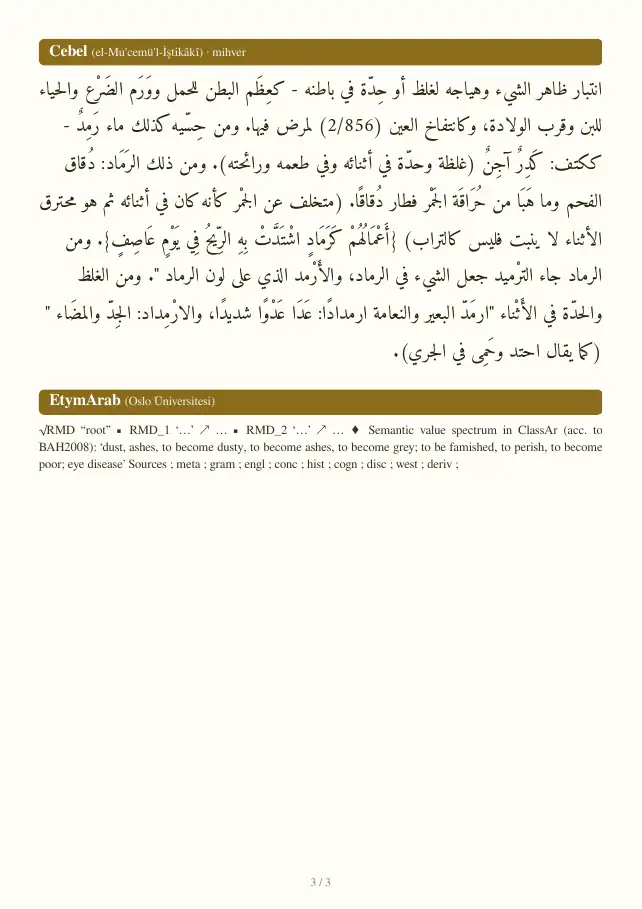 Cebel (el-Mu'cemü'l-İştikâkî) · mihver
انتبار ظاهر الشيء وهياجه لغلظ أو حِدّة في باطنه - كعِظَم البطن للحمل ووَرَم الضَرْع والحياء
للبن وقرب الولادة، وكانتفاخ العين (2/856) لمرض فيها. ومن حِسّيه كذلك ماء رَمِدٌ -
ككتف: كَدِرٌ آجِنٌ (غلظة وحدّة في أثنائه وفي طعمه ورائحته). ومن ذلك الرَمَاد: دُقاق
الفحم وما هَبَا من حُرَاقَة الجَمْر فطار دُقاقًا. (متخلف عن الجمْر كأنه كان في أثنائه ثم هو محترق
الأثناء لا ينبت فليس كالتراب) {أَعْمَالُهُمْ كَرَمَادٍ اشْتَدَّتْ بِهِ الرِّيحُ فِي يَوْمٍ عَاصِفٍ}. ومن
الرماد جاء الترْميد جعل الشيء في الرماد، والأَرْمد الذي على لون الرماد ". ومن الغلظ
والحدّة في الأَثْناء "ارمَدّ البعير والنعامة ارمدادًا: عَدَا عَدْوًا شديدًا، والارْمِداد: الجِدّ والمضَاء "
(كما يقال احتد وحَمِى في الجري).
EtymArab (Oslo Üniversitesi)
√RMD “root” ▪ RMD_1 ‘…’ ↗ … ▪ RMD_2 ‘…’ ↗ … ♦ Semantic value spectrum in ClassAr (acc. to
BAH2008): ‘dust, ashes, to become dusty, to become ashes, to become grey; to be famished, to perish, to become
poor; eye disease’ Sources ; meta ; gram ; engl ; conc ; hist ; cogn ; disc ; west ; deriv ;
3 / 3